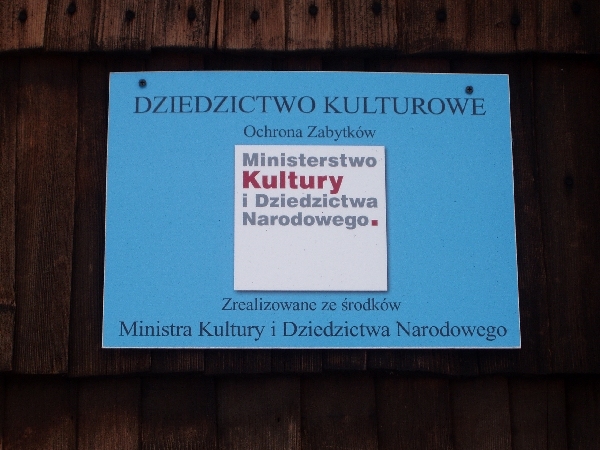 DZIEDZICTWO KULTUROWE
Ochrona Zabytków
Ministerstwo
Kultury
i Dziedzictwa
Narodowego.
Zrealizowane ze środków
Ministra Kultury i Dziedzictwa Narodowego